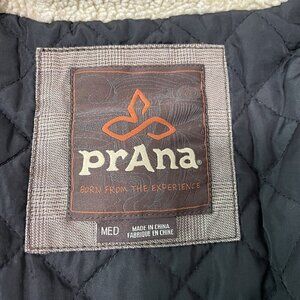 prAna®
BORN FROM THE EXPERIENCE
MED
MADE IN CHINA
FABRIQUÉ EN CHINE